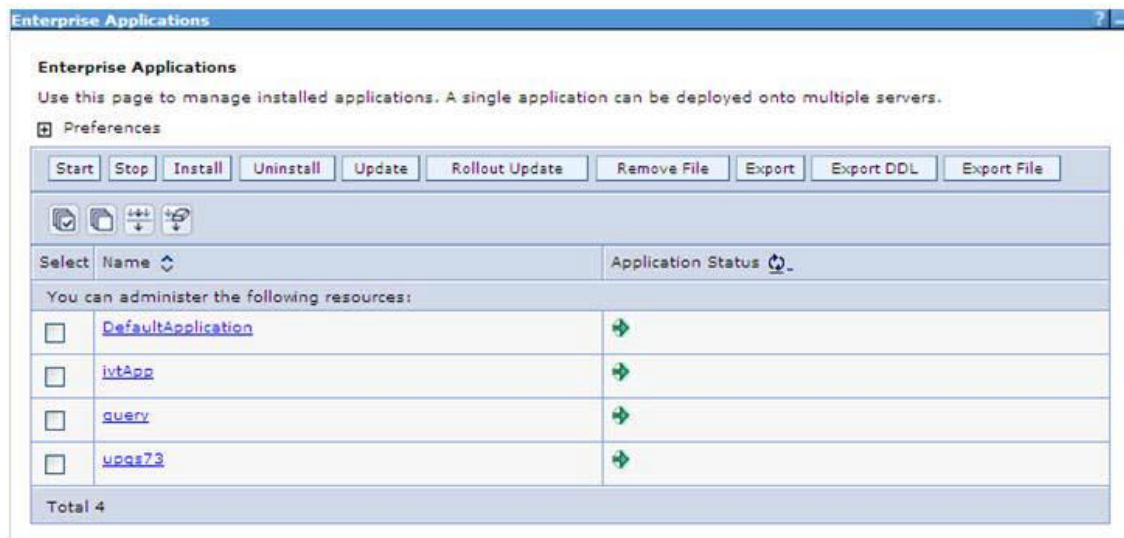 Enterprise Applications ? _
Enterprise Applications
Use this page to manage installed applications. A single application can be deployed onto multiple servers.
Preferences
Start Stop Install Uninstall Update Rollout Update Remove File Export Export DDL Export File
Select Name Application Status
You can administer the following resources:
DefaultApplication
ivtApp
query
upgs73
Total 4